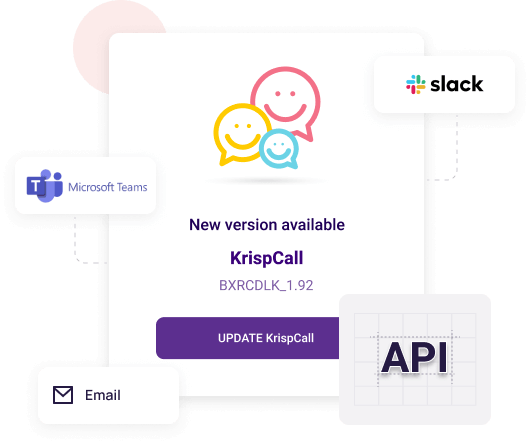 slack
Microsoft Teams
New version available
KrispCall
BXRCDLK_1.92
UPDATE KrispCall
API
Email